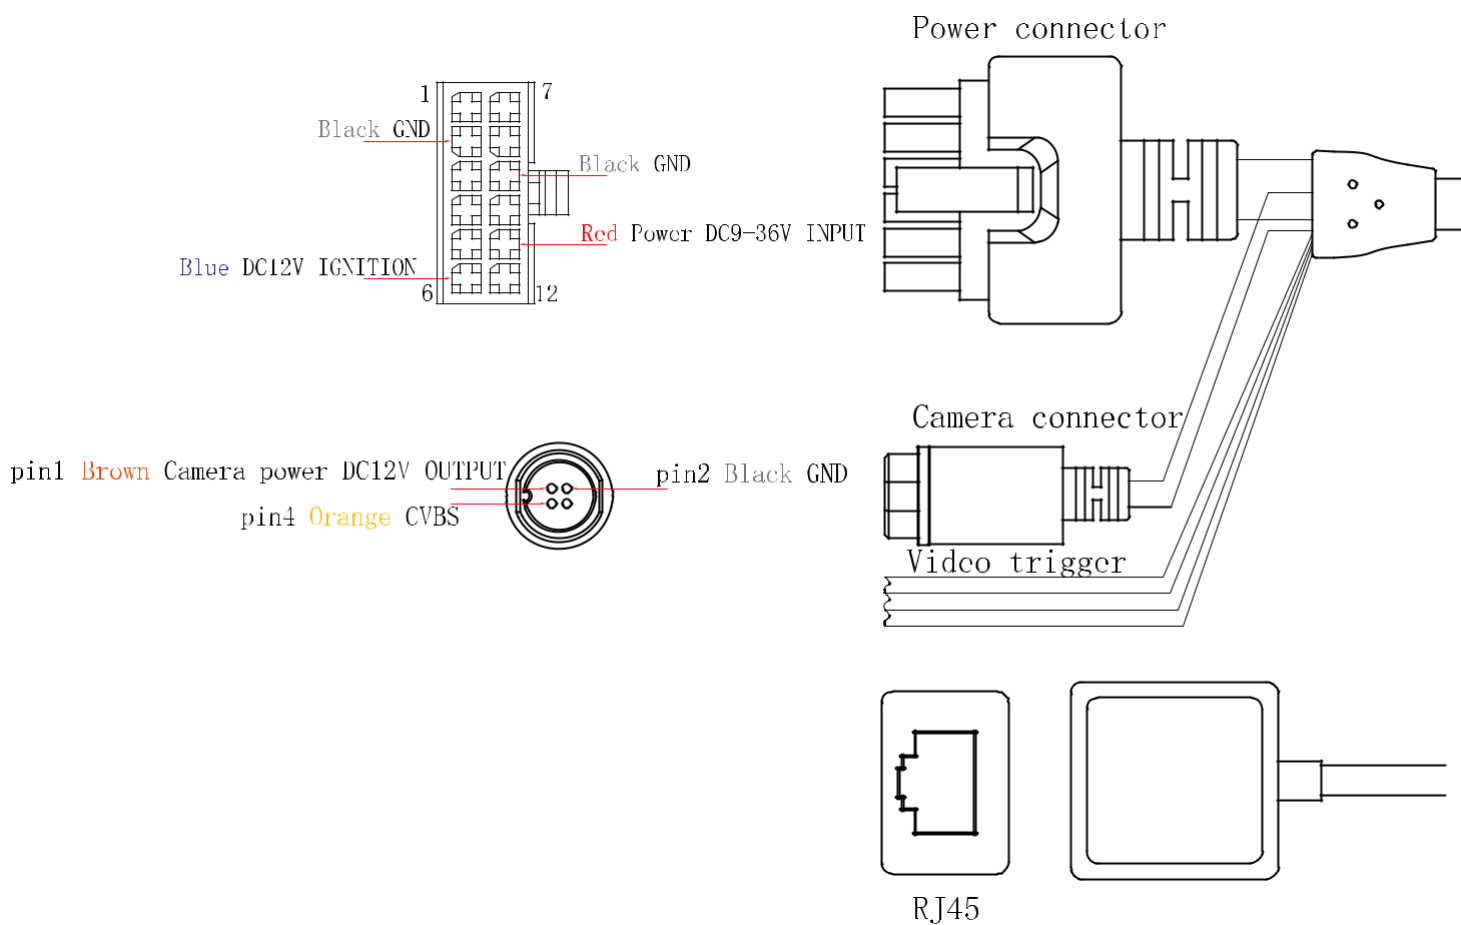 Power connector
1
7
Black GND
Black GND
Red Power DC9-36V INPUT
Blue DC12V IGNITION
6
12
Camera connector
pin1 Brown Camera power DC12V OUTPUT
pin2 Black GND
pin4 Orange CVBS
Video trigger
RJ45